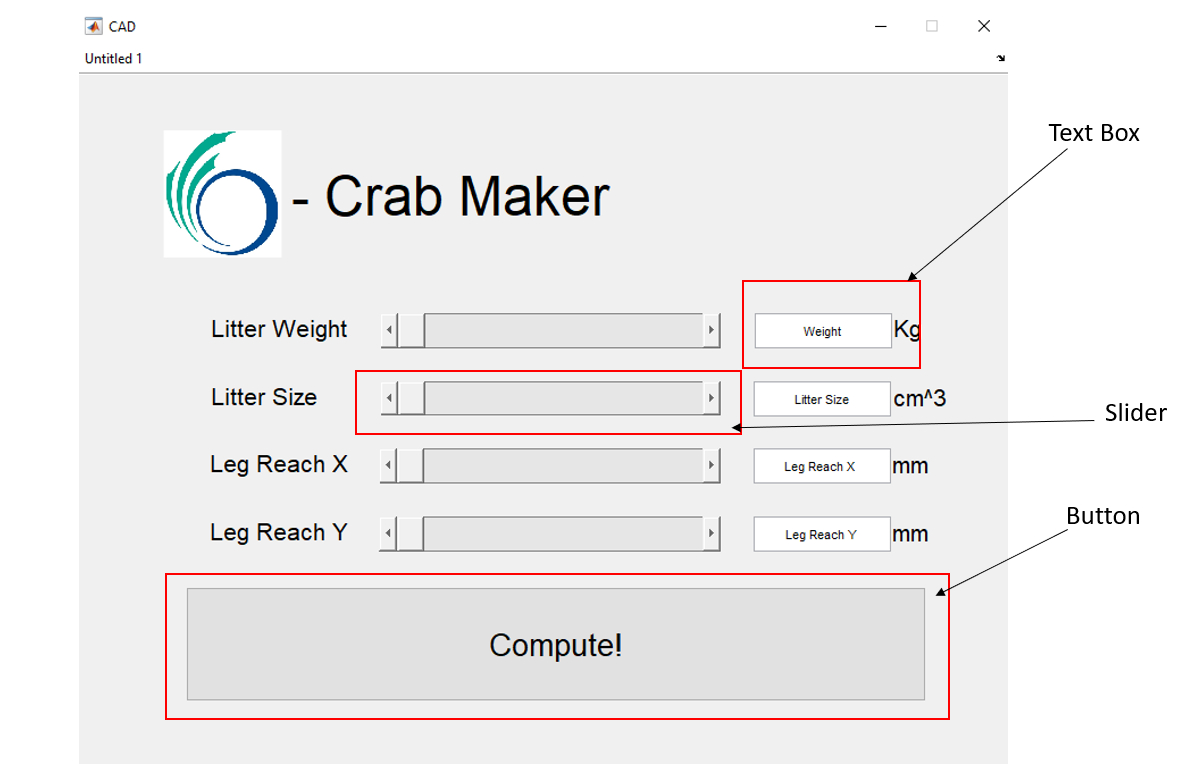 CAD
Untitled 1
Text Box
- Crab Maker
Litter Weight Weight Kg
Litter Size Litter Size cm^3
Slider
Leg Reach X Leg Reach X mm
Button
Leg Reach Y Leg Reach Y mm
Compute!